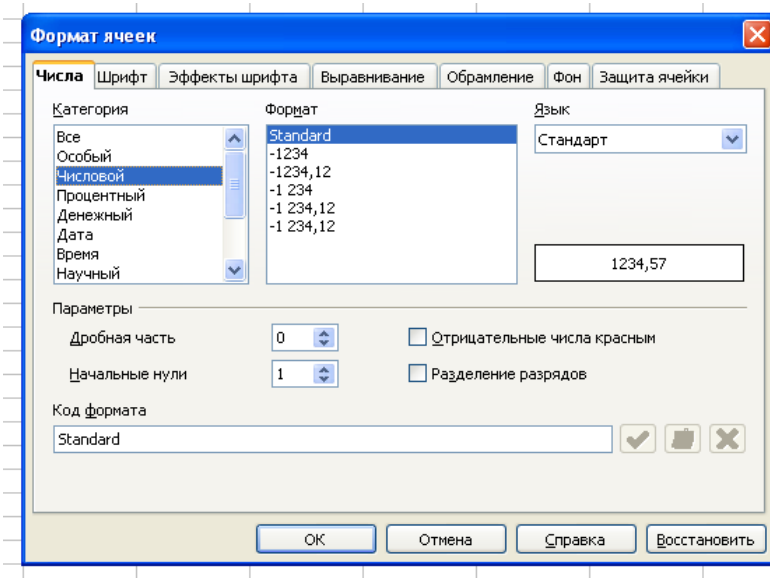 Формат ячеек
Числа Шрифт Эффекты шрифта Выравнивание Обрамление Фон Защита ячейки
Категория
Все
Особый
Числовой
Процентный
Денежный
Дата
Время
Научный
Формат
Standard
-1234
-1234,12
-1 234
-1 234,12
-1 234,12
Язык
Стандарт
1234,57
Параметры
Дробная часть 0
Отрицательные числа красным
Начальные нули 1
Разделение разрядов
Код формата
Standard
ОК Отмена Справка Восстановить